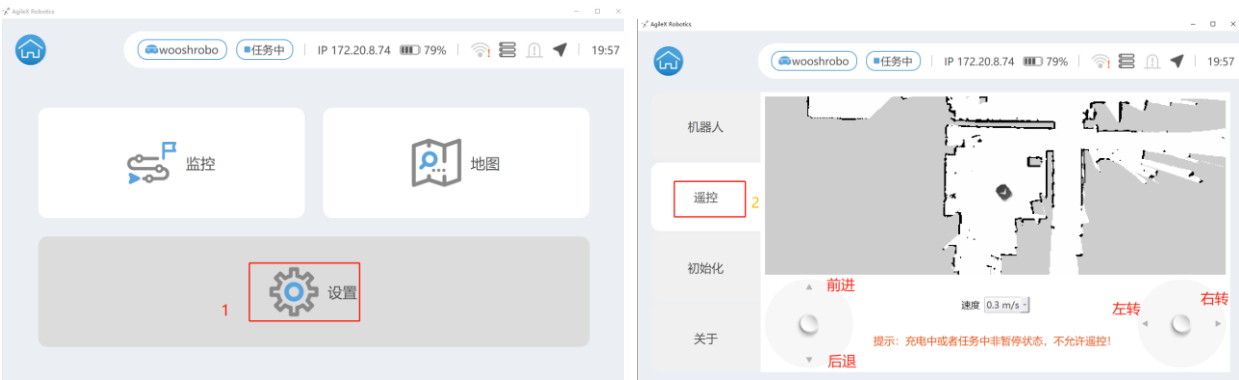 AgileX Robotics
wooshrobo 任务中 IP 172.20.8.74 79% 19:57
监控
地图
1
设置
AgileX Robotics
wooshrobo 任务中 IP 172.20.8.74 79% 19:57
机器人
遥控
2
初始化
关于
前进
后退
速度 0.3 m/s
左转
右转
提示：充电中或者任务中非暂停状态，不允许遥控!